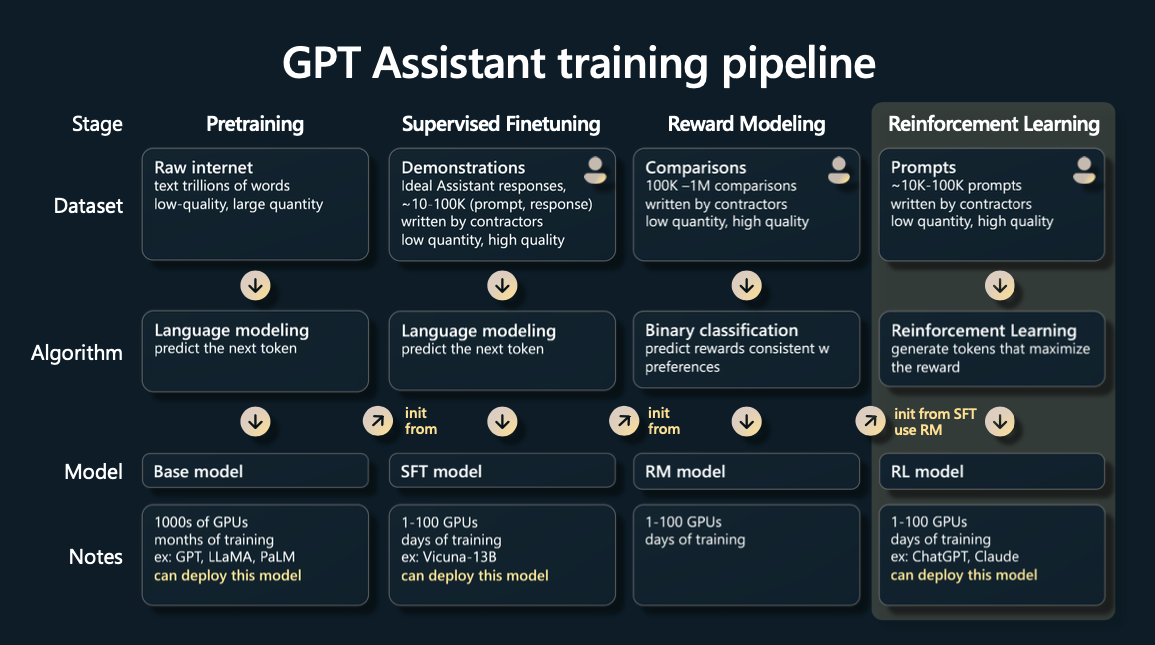 GPT Assistant training pipeline
Stage
Pretraining
Supervised Finetuning
Reward Modeling
Reinforcement Learning
Dataset
Raw internet
text trillions of words
low-quality, large quantity
Demonstrations
Ideal Assistant responses,
~10-100K (prompt, response)
written by contractors
low quantity, high quality
Comparisons
100K –1M comparisons
written by contractors
low quantity, high quality
Prompts
~10K-100K prompts
written by contractors
low quantity, high quality
Algorithm
Language modeling
predict the next token
Language modeling
predict the next token
Binary classification
predict rewards consistent w
preferences
Reinforcement Learning
generate tokens that maximize
the reward
init
from
init
from
init from SFT
use RM
Model
Base model
SFT model
RM model
RL model
Notes
1000s of GPUs
months of training
ex: GPT, LLaMA, PaLM
can deploy this model
1-100 GPUs
days of training
ex: Vicuna-13B
can deploy this model
1-100 GPUs
days of training
1-100 GPUs
days of training
ex: ChatGPT, Claude
can deploy this model